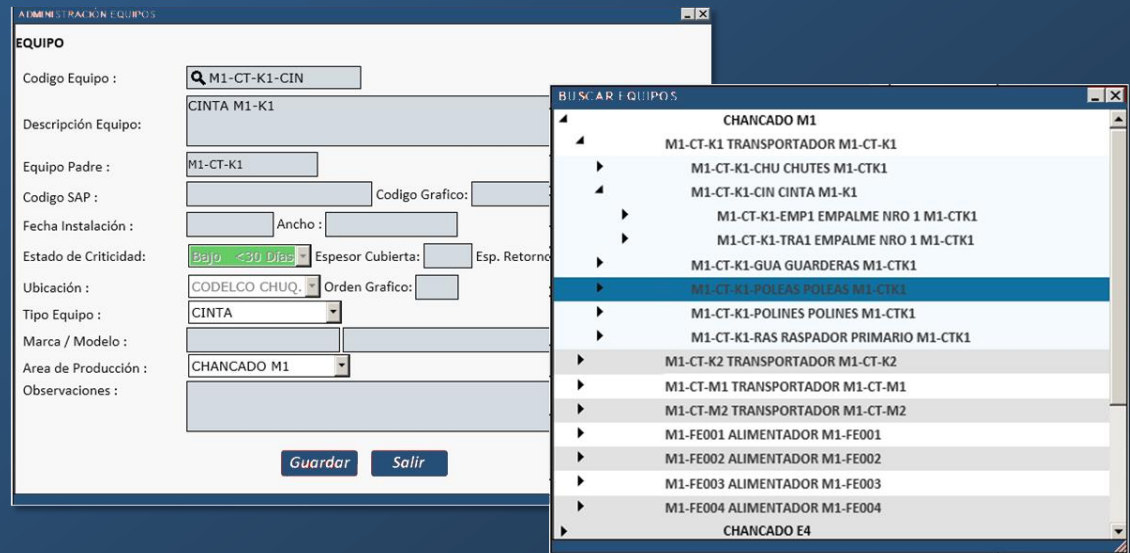 ADMINISTRACIÓN EQUIPOS
EQUIPO
Codigo Equipo : M1-CT-K1-CIN
Descripción Equipo: CINTA M1-K1
Equipo Padre : M1-CT-K1
Codigo SAP : Codigo Grafico:
Fecha Instalación : Ancho :
Estado de Criticidad: Bajo <30 Días Espesor Cubierta: Esp. Retorno
Ubicación : CODELCO CHUQ. Orden Grafico:
Tipo Equipo : CINTA
Marca / Modelo :
Area de Producción : CHANCADO M1
Observaciones :
Guardar Salir
BUSCAR EQUIPOS
CHANCADO M1
M1-CT-K1 TRANSPORTADOR M1-CT-K1
M1-CT-K1-CHU CHUTES M1-CTK1
M1-CT-K1-CIN CINTA M1-K1
M1-CT-K1-EMP1 EMPALME NRO 1 M1-CTK1
M1-CT-K1-TRA1 EMPALME NRO 1 M1-CTK1
M1-CT-K1-GUA GUARDERAS M1-CTK1
M1-CT-K1-POLEAS POLEAS M1-CTK1
M1-CT-K1-POLINES POLINES M1-CTK1
M1-CT-K1-RAS RASPADOR PRIMARIO M1-CTK1
M1-CT-K2 TRANSPORTADOR M1-CT-K2
M1-CT-M1 TRANSPORTADOR M1-CT-M1
M1-CT-M2 TRANSPORTADOR M1-CT-M2
M1-FE001 ALIMENTADOR M1-FE001
M1-FE002 ALIMENTADOR M1-FE002
M1-FE003 ALIMENTADOR M1-FE003
M1-FE004 ALIMENTADOR M1-FE004
CHANCADO E4